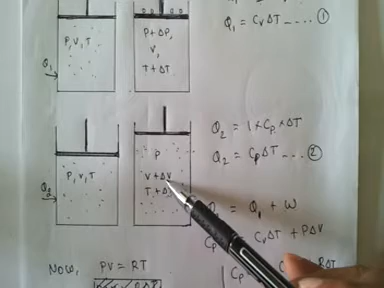 P, V, T
P + ΔP,
V,
T + ΔT
Q₁
Q₁ = CᵥΔT ---- ①
P, V, T
P
V + ΔV
T, + Δ
Q₂
Q₂ = 1 × Cₚ × ΔT
Q₂ = CₚΔT --- ②
= Q₁ + W
Cₚ CᵥΔT + PΔV
Now, PV = RT
Cₚ